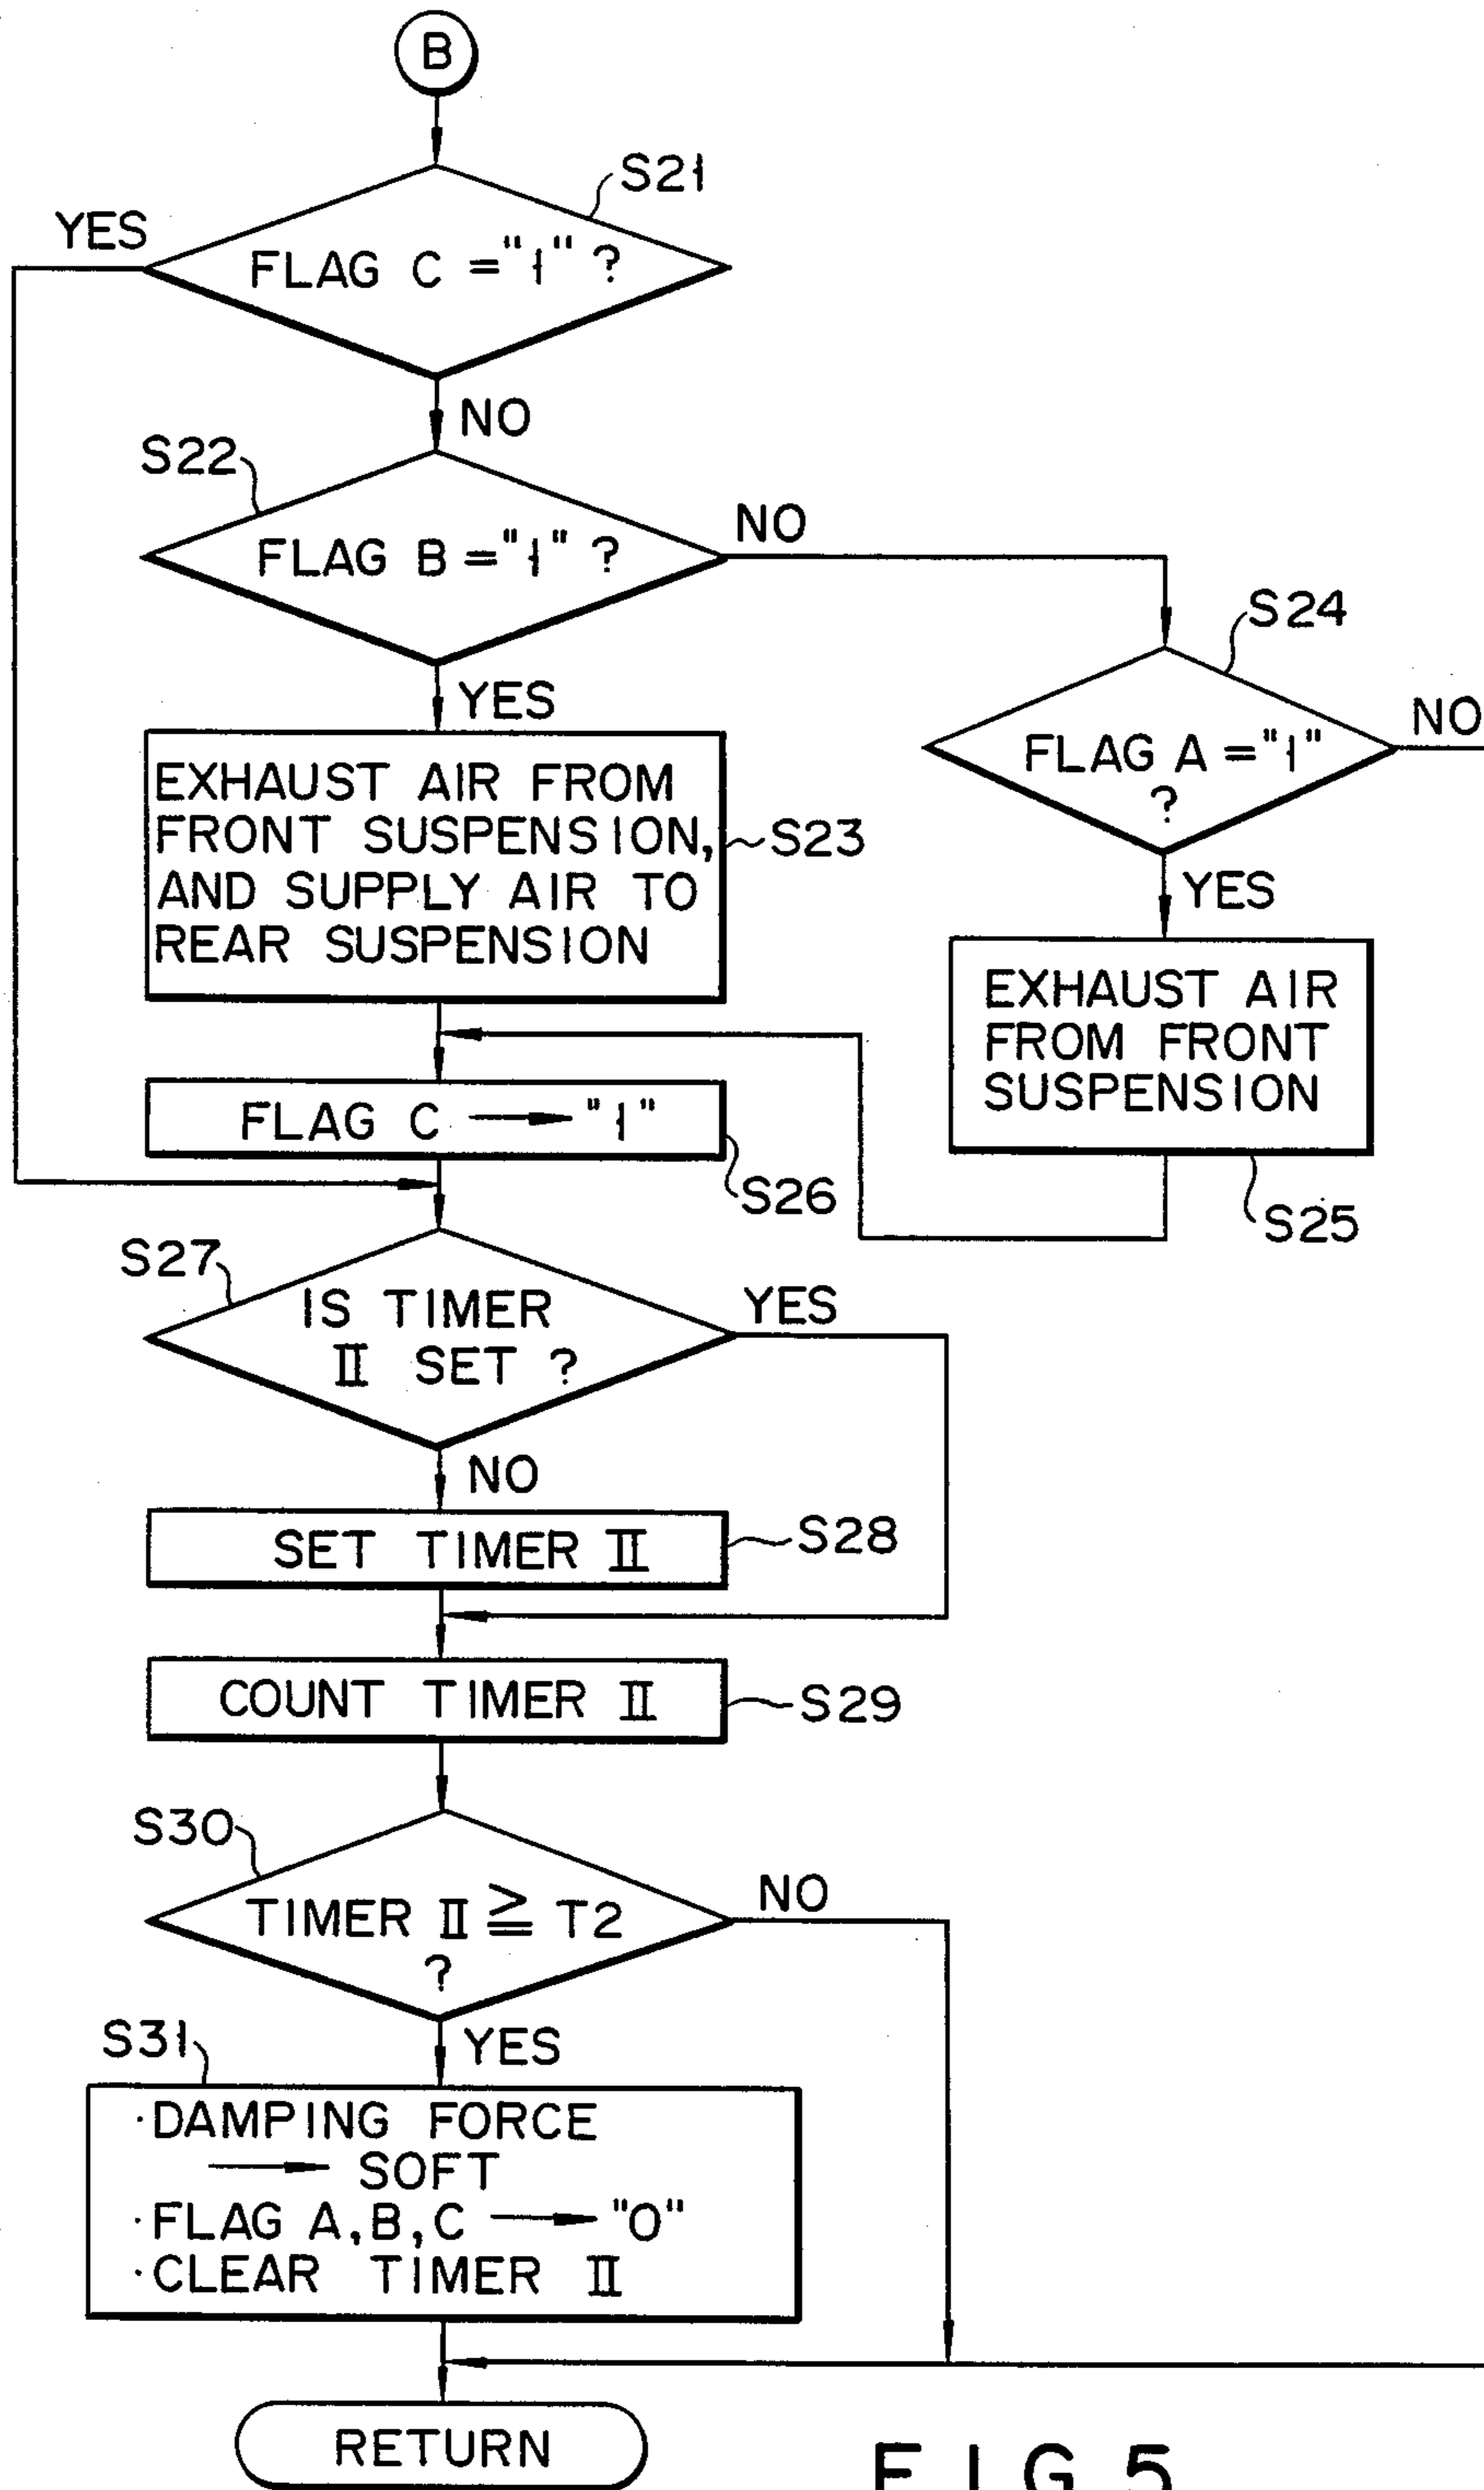 B
S21
YES
FLAG C = "1" ?
NO
S22
NO
FLAG B = "1" ?
S24
YES
NO
FLAG A = "1"
?
EXHAUST AIR FROM
FRONT SUSPENSION,
AND SUPPLY AIR TO
REAR SUSPENSION
S23
YES
EXHAUST AIR
FROM FRONT
SUSPENSION
FLAG C → "1"
S26
S25
S27
IS TIMER
II SET ?
YES
NO
SET TIMER II
S28
COUNT TIMER II
S29
S30
NO
TIMER II ≧ T2
?
S31
YES
·DAMPING FORCE
→ SOFT
·FLAG A, B, C → "0"
·CLEAR TIMER II
RETURN
FIG. 5